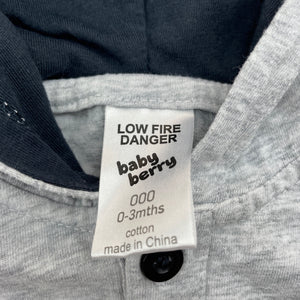 LOW FIRE
DANGER
baby
berry
000
0-3mths
cotton
made in China